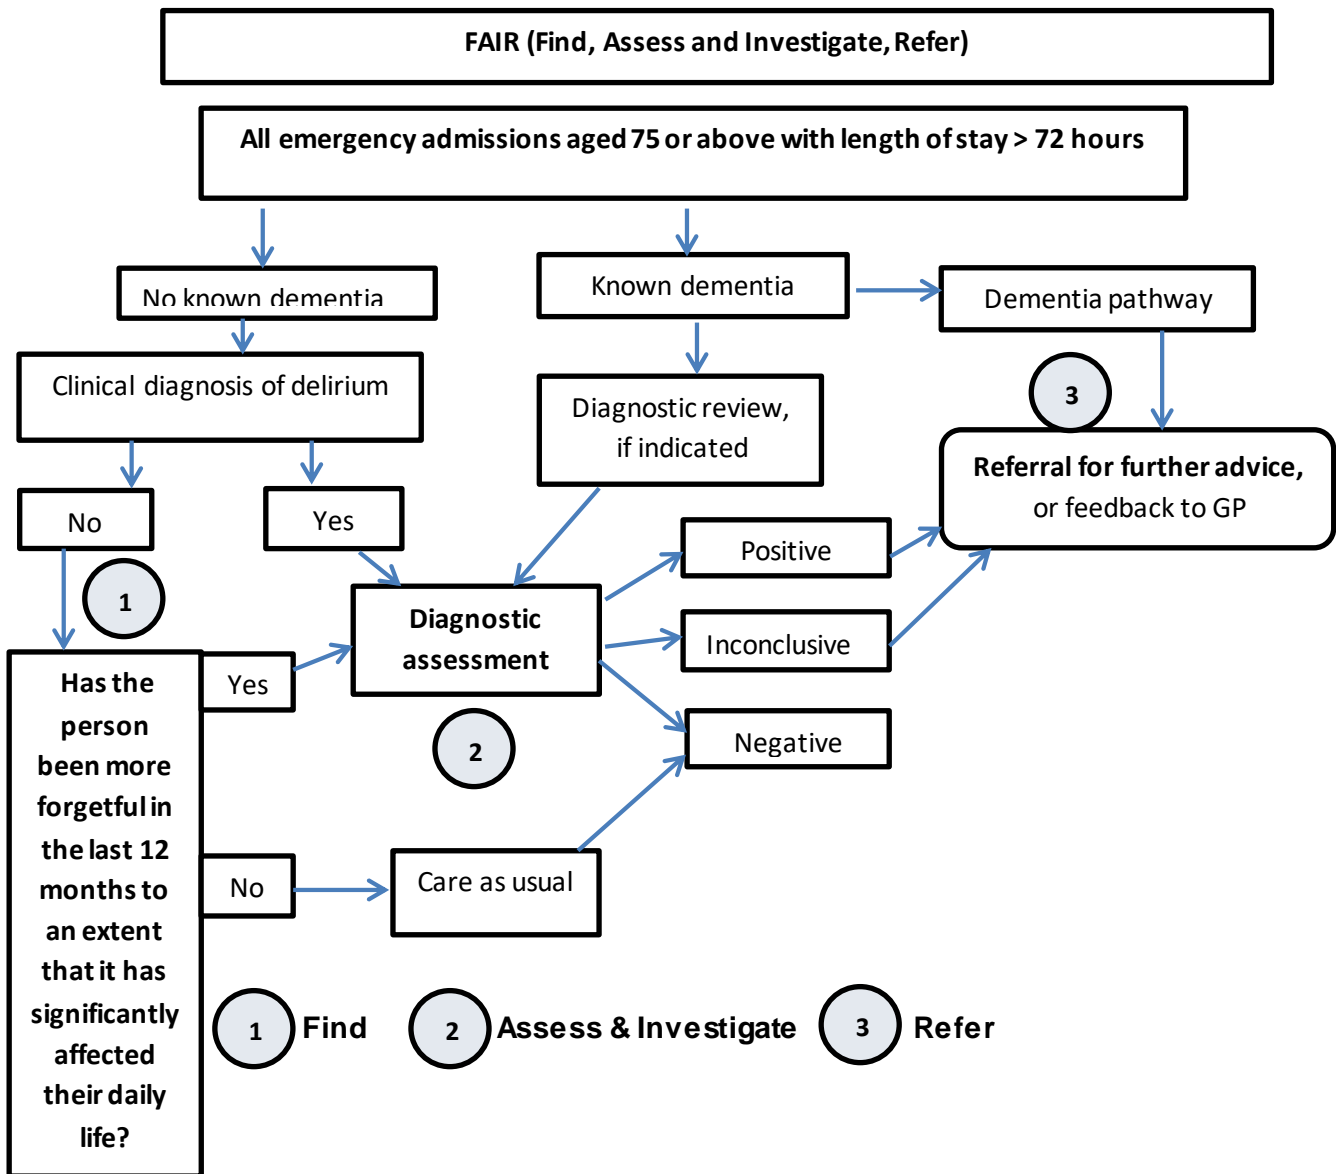 FAIR (Find, Assess and Investigate, Refer)
All emergency admissions aged 75 or above with length of stay > 72 hours
No known dementia
Known dementia
Dementia pathway
Clinical diagnosis of delirium
Diagnostic review,
if indicated
3
Referral for further advice,
or feedback to GP
No
Yes
Positive
1
Diagnostic
assessment
Inconclusive
Has the
person
been more
forgetful in
the last 12
months to
an extent
that it has
significantly
affected
their daily
life?
Yes
2
Negative
No
Care as usual
1 Find
2 Assess & Investigate
3 Refer